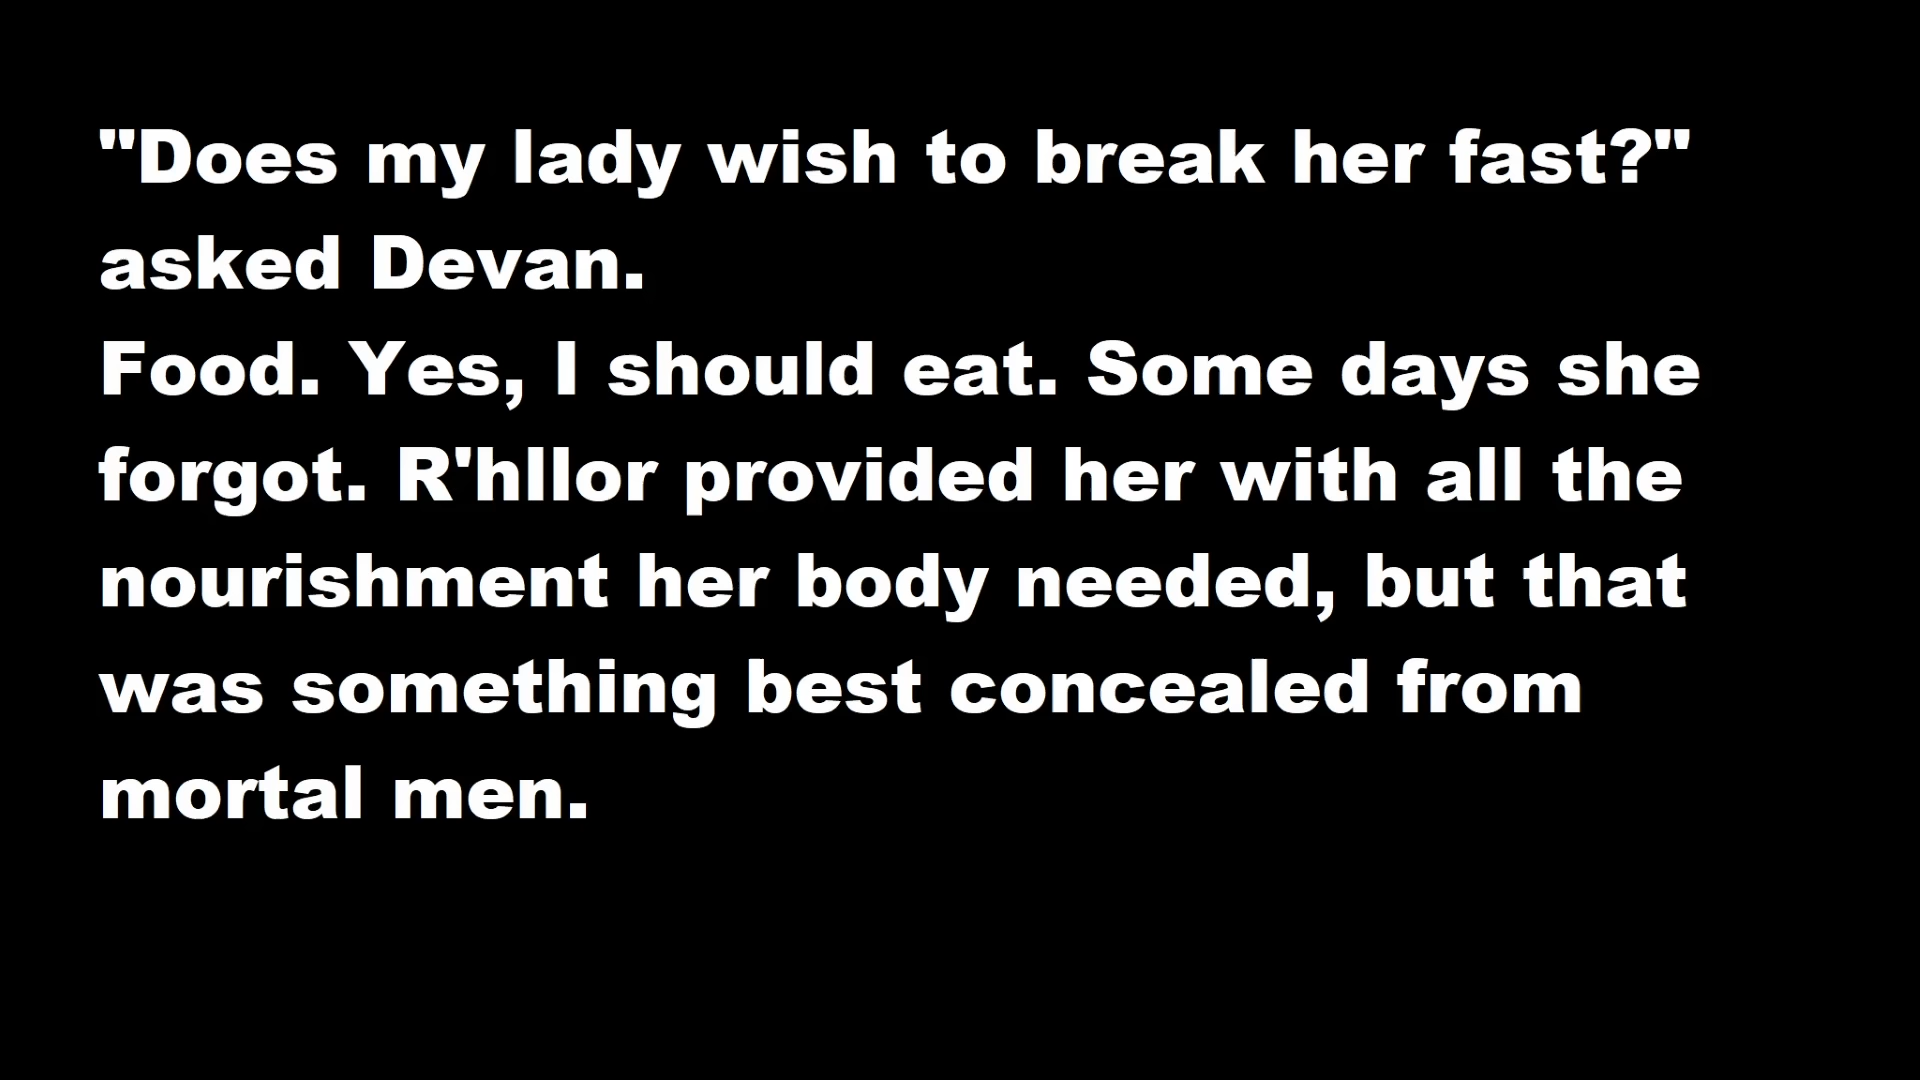 "Does my lady wish to break her fast?"
asked Devan.
Food. Yes, I should eat. Some days she
forgot. R'hllor provided her with all the
nourishment her body needed, but that
was something best concealed from
mortal men.